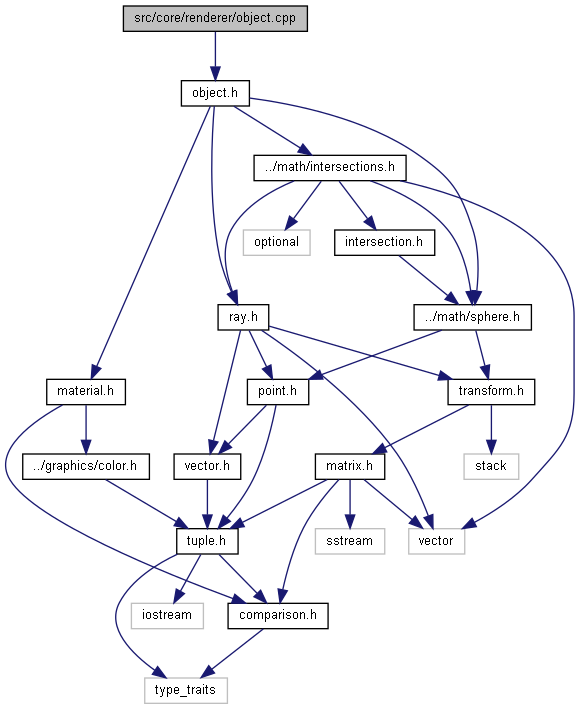 src/core/renderer/object.cpp
object.h
../math/intersections.h
optional
intersection.h
ray.h
../math/sphere.h
material.h
point.h
transform.h
../graphics/color.h
vector.h
matrix.h
stack
tuple.h
sstream
vector
iostream
comparison.h
type_traits